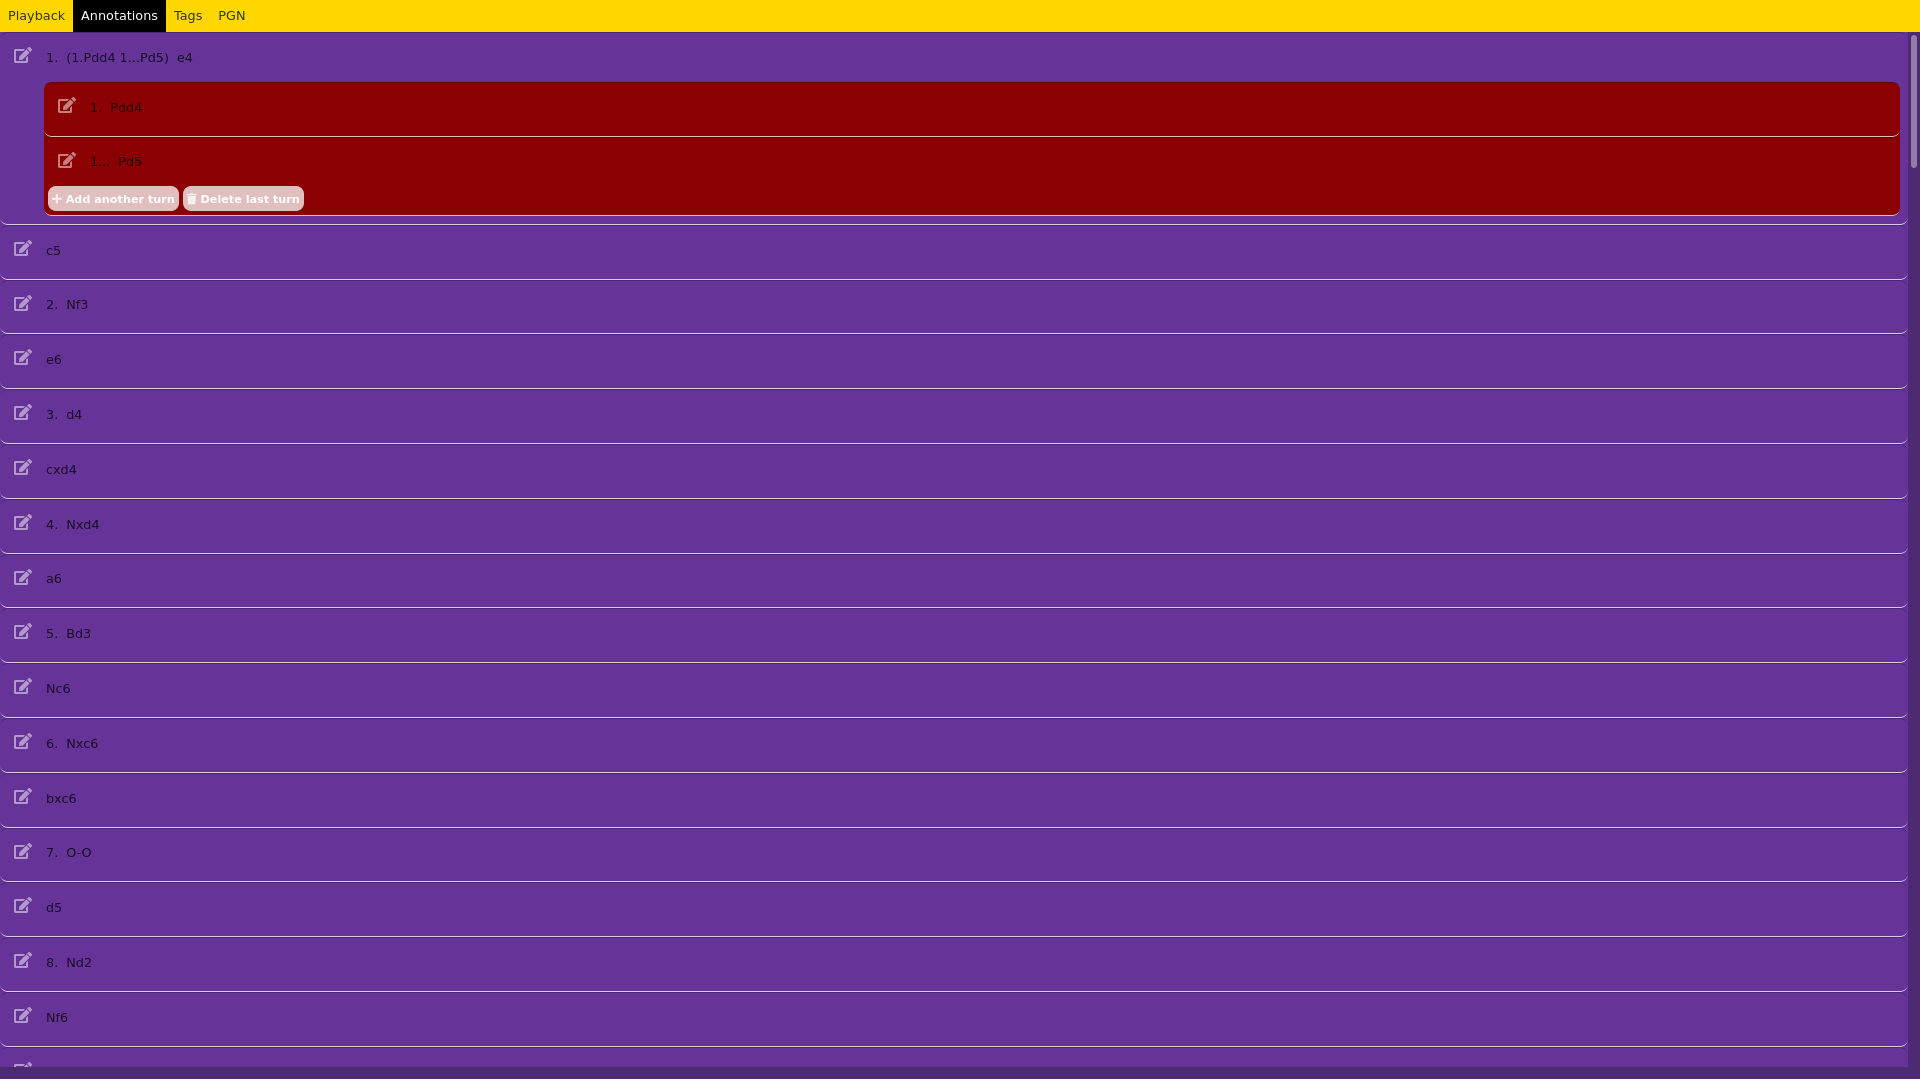 Playback Annotations Tags PGN
1. (1.Pdd4 1...Pd5) e4
1. Pdd4
1... Pd5
Add another turn Delete last turn
c5
2. Nf3
e6
3. d4
cxd4
4. Nxd4
a6
5. Bd3
Nc6
6. Nxc6
bxc6
7. O-O
d5
8. Nd2
Nf6